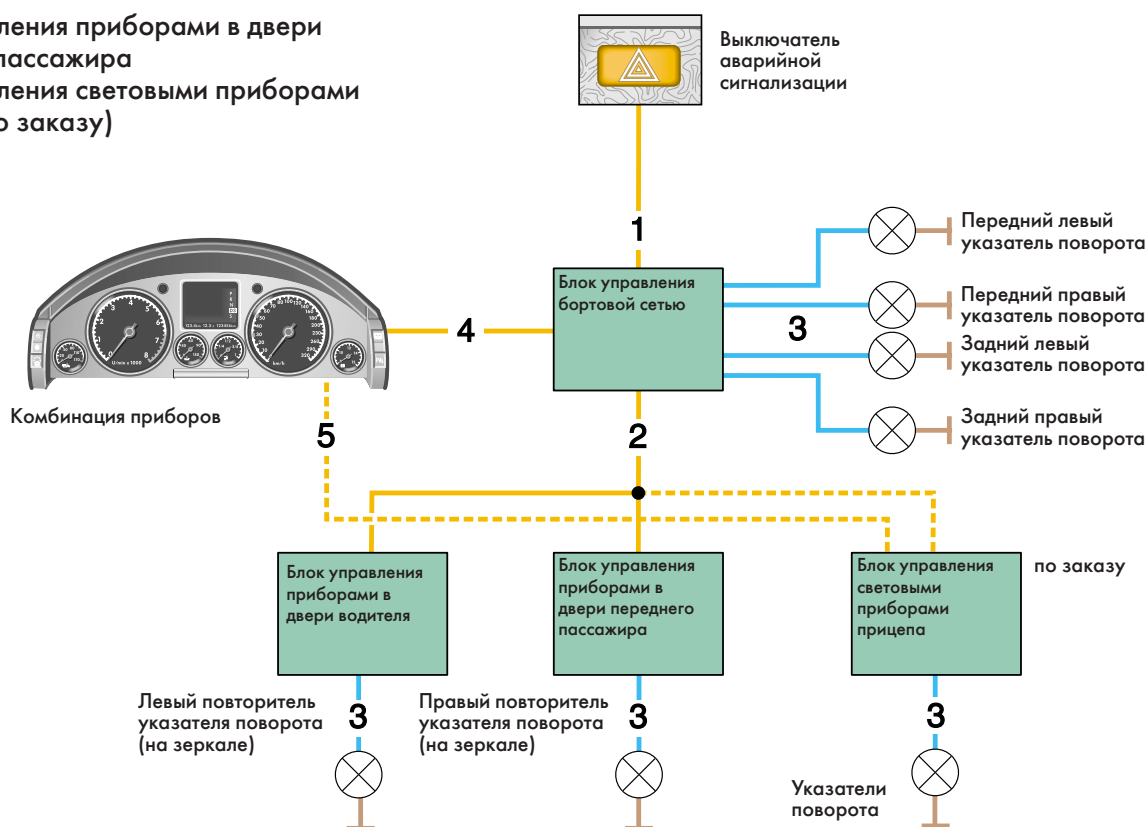 ления приборами в двери
пассажира
ления световыми приборами
о заказу)
Выключатель
аварийной
сигнализации
1
Передний левый
указатель поворота
Блок управления
бортовой сетью
Передний правый
указатель поворота
3
4
Задний левый
указатель поворота
Комбинация приборов
Задний правый
указатель поворота
5
2
Блок управления
приборами в
двери водителя
Блок управления
приборами в
двери переднего
пассажира
Блок управления
световыми
приборами
прицепа
по заказу
Левый повторитель
указателя поворота
(на зеркале)
3
Правый повторитель
указателя поворота
(на зеркале)
3
3
Указатели
поворота